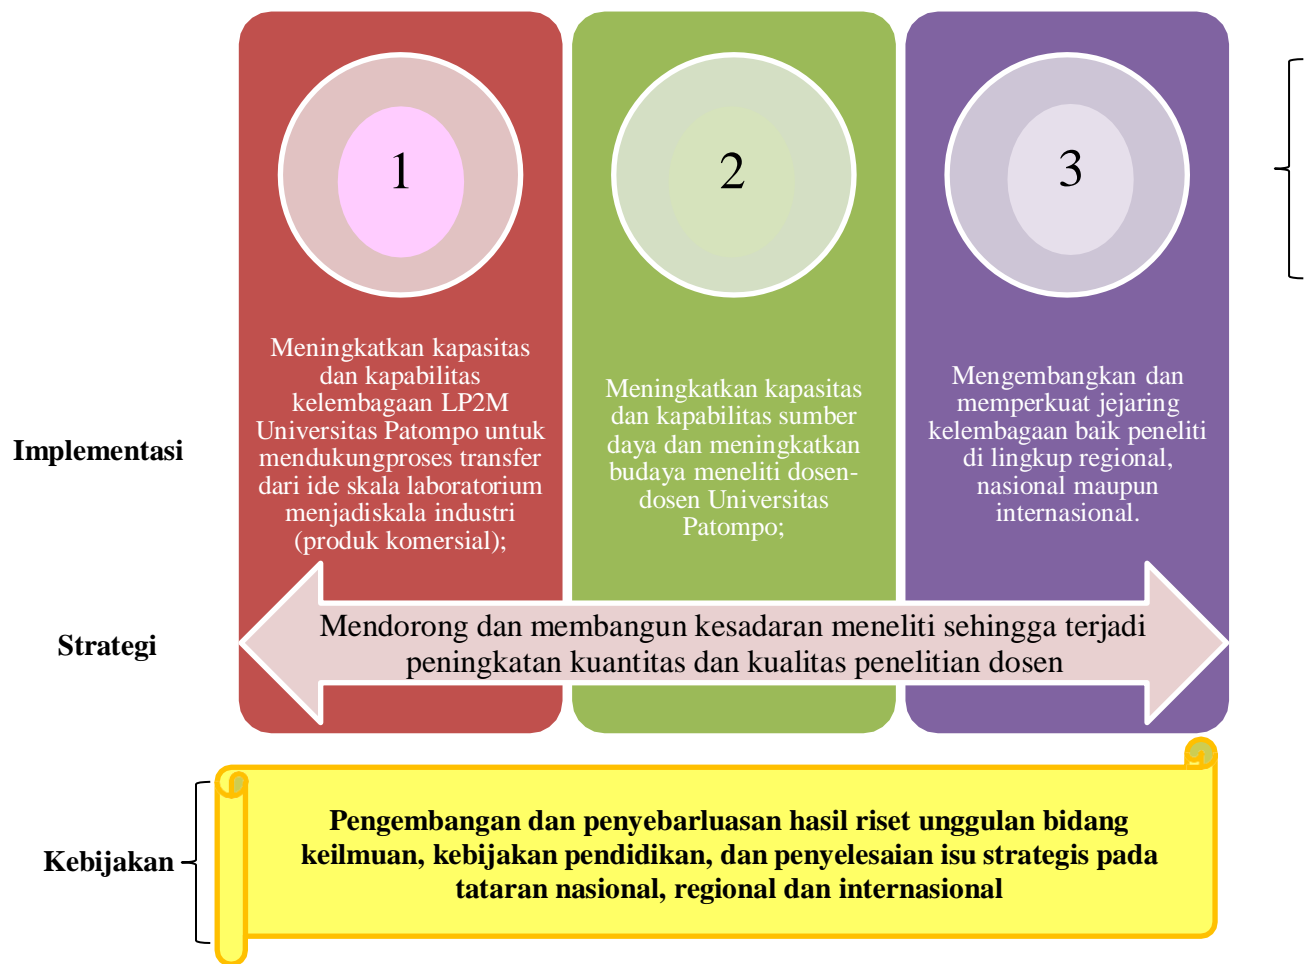 1
2
3
Implementasi
Meningkatkan kapasitas
dan kapabilitas
kelembagaan LP2M
Universitas Patompo untuk
mendukungproses transfer
dari ide skala laboratorium
menjadiskala industri
(produk komersial);
Meningkatkan kapasitas
dan kapabilitas sumber
daya dan meningkatkan
budaya meneliti dosen-
dosen Universitas
Patompo;
Mengembangkan dan
memperkuat jejaring
kelembagaan baik peneliti
di lingkup regional,
nasional maupun
internasional.
Strategi
Mendorong dan membangun kesadaran meneliti sehingga terjadi
peningkatan kuantitas dan kualitas penelitian dosen
Kebijakan
Pengembangan dan penyebarluasan hasil riset unggulan bidang
keilmuan, kebijakan pendidikan, dan penyelesaian isu strategis pada
tataran nasional, regional dan internasional